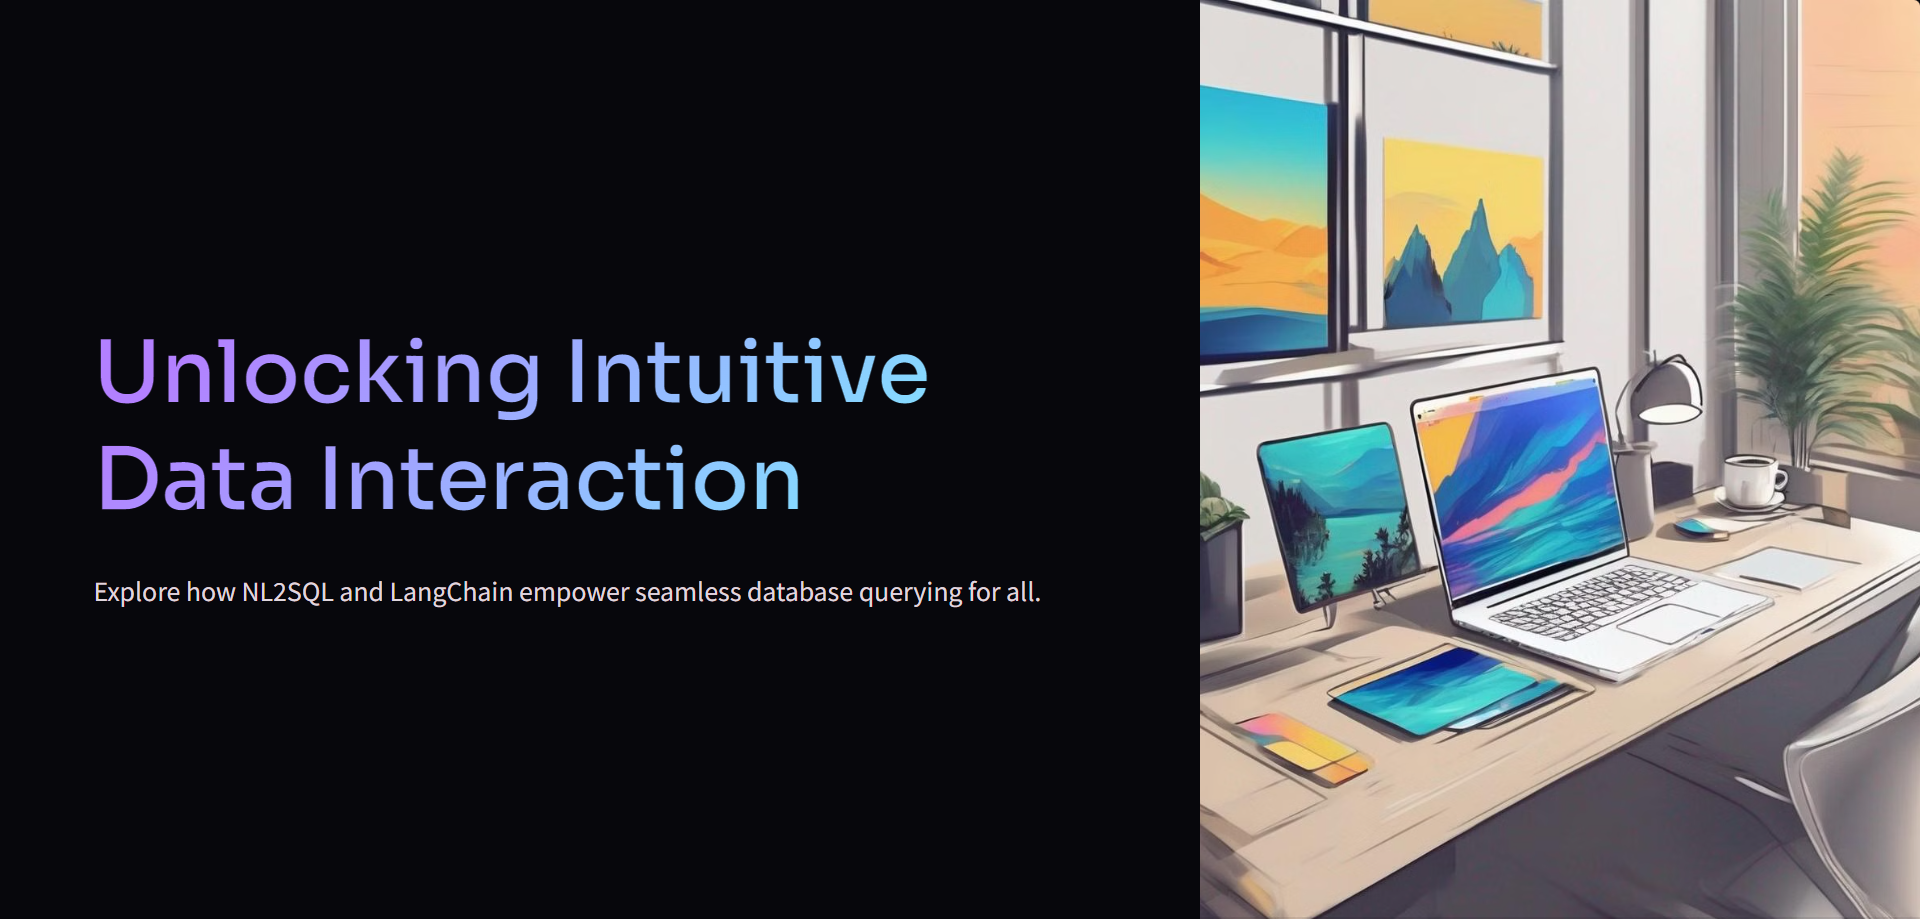 Unlocking Intuitive
Data Interaction
Explore how NL2SQL and LangChain empower seamless database querying for all.